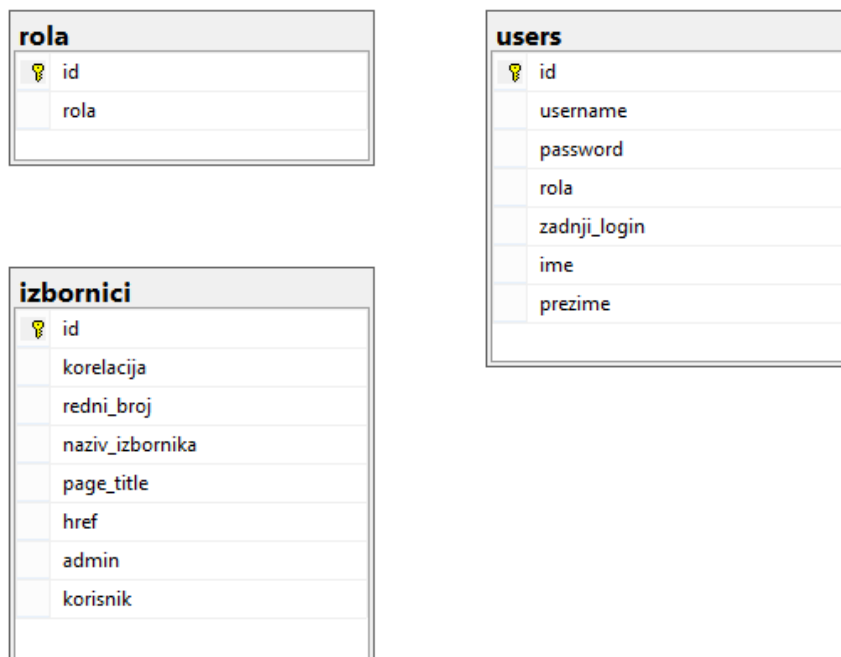 rola
id
rola
users
id
username
password
rola
zadnji_login
ime
prezime
izbornici
id
korelacija
redni_broj
naziv_izbornika
page_title
href
admin
korisnik